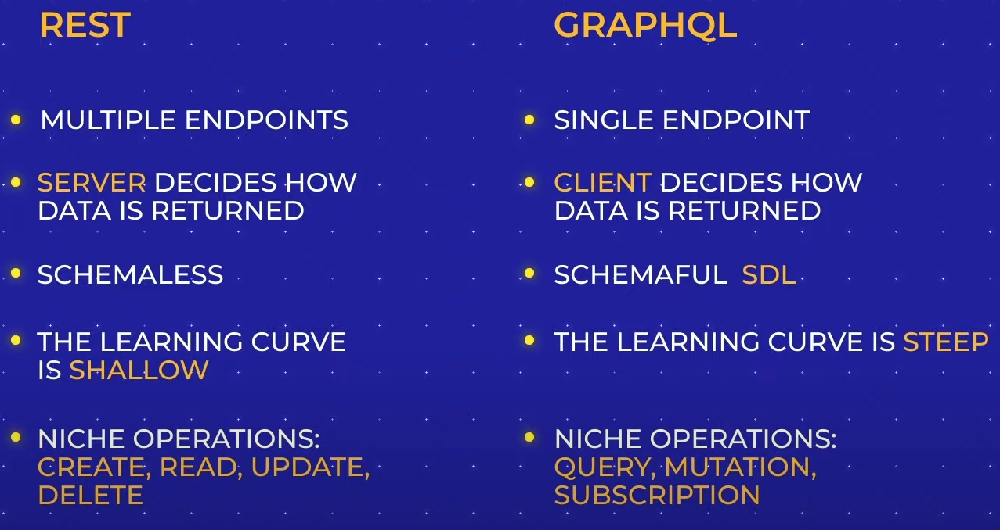 REST
MULTIPLE ENDPOINTS
SERVER DECIDES HOW
DATA IS RETURNED
SCHEMALESS
THE LEARNING CURVE
IS SHALLOW
NICHE OPERATIONS:
CREATE, READ, UPDATE,
DELETE
GRAPHQL
SINGLE ENDPOINT
CLIENT DECIDES HOW
DATA IS RETURNED
SCHEMAFUL SDL
THE LEARNING CURVE IS STEEP
NICHE OPERATIONS:
QUERY, MUTATION,
SUBSCRIPTION